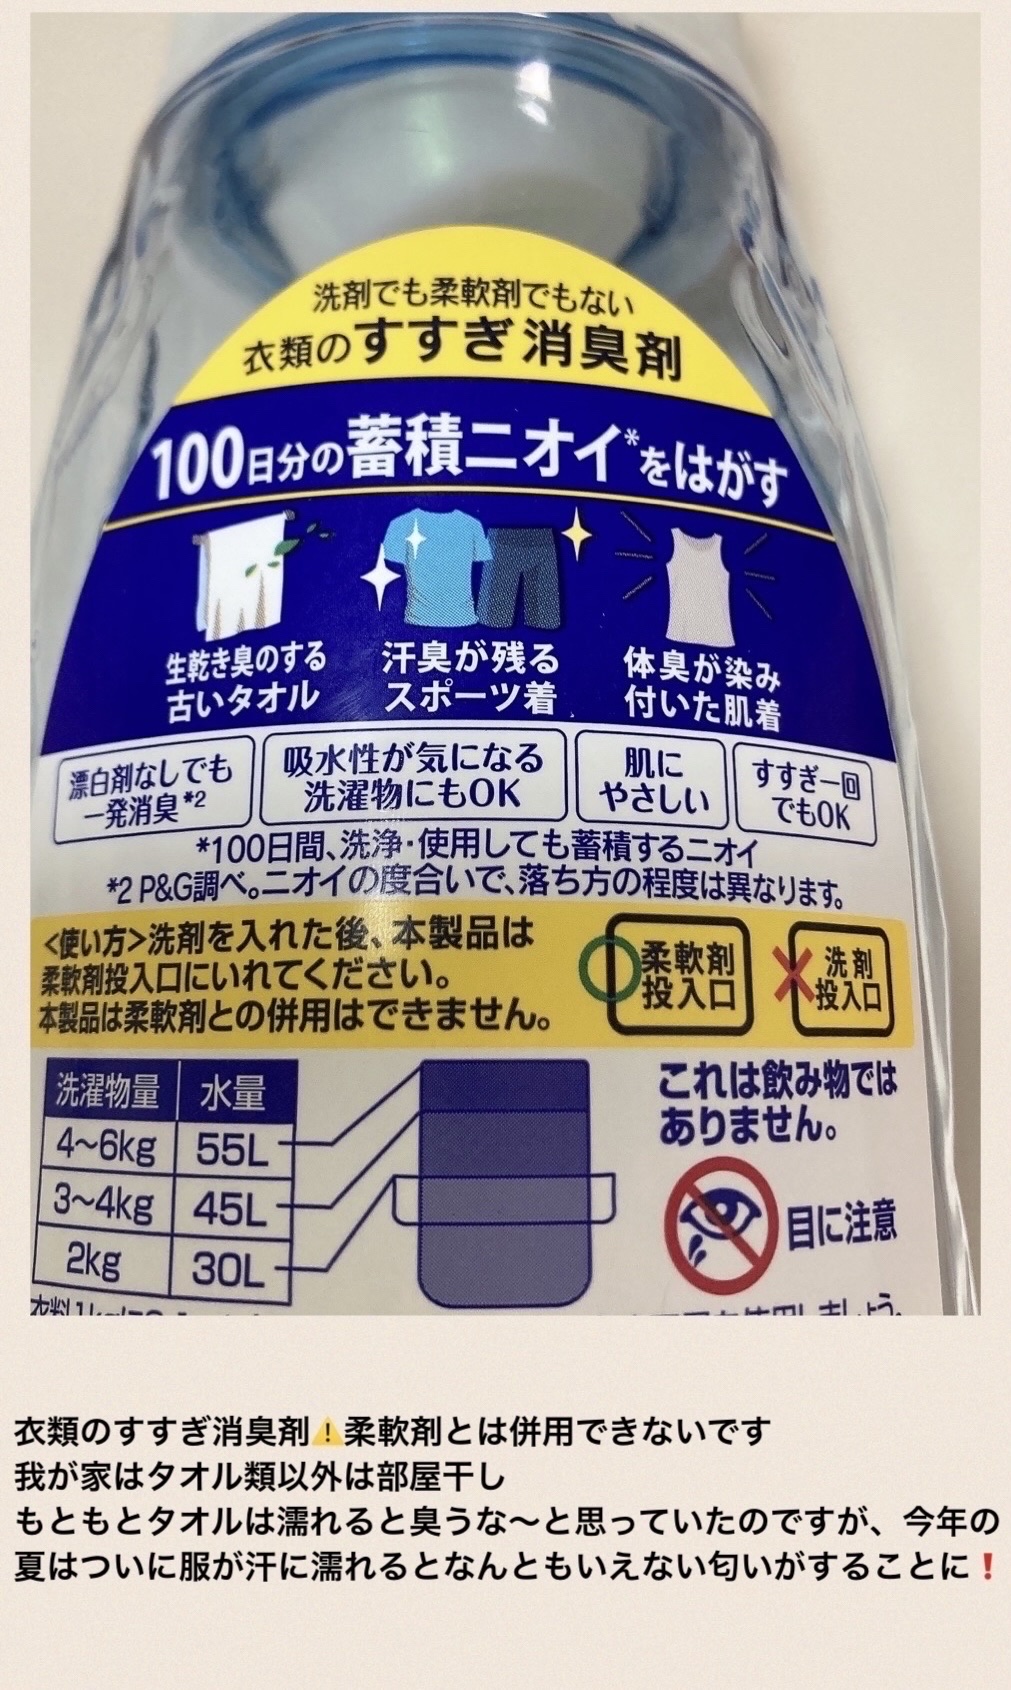 洗剤でも柔軟剤でもない
衣類のすすぎ消臭剤
100日分の蓄積ニオイ*をはがす
生乾き臭のする
古いタオル
汗臭が残る
スポーツ着
体臭が染み
付いた肌着
漂白剤なしでも
一発消臭*2
吸水性が気になる
洗濯物にもOK
肌に
やさしい
すすぎ一回
でもOK
*100日間、洗浄・使用しても蓄積するニオイ
*2 P&G調べ。ニオイの度合いで、落ち方の程度は異なります。
<使い方>洗剤を入れた後、本製品は
柔軟剤投入口にいれてください。
本製品は柔軟剤との併用はできません。
柔軟剤
投入口
洗剤
投入口
洗濯物量 水量
4~6kg 55L
3~4kg 45L
2kg 30L
これは飲み物では
ありません。
目に注意
衣類のすすぎ消臭剤⚠️柔軟剤とは併用できないです
我が家はタオル類以外は部屋干し
もともとタオルは濡れると臭うな〜と思っていたのですが、今年の
夏はついに服が汗に濡れるとなんともいえない匂いがすることに❗